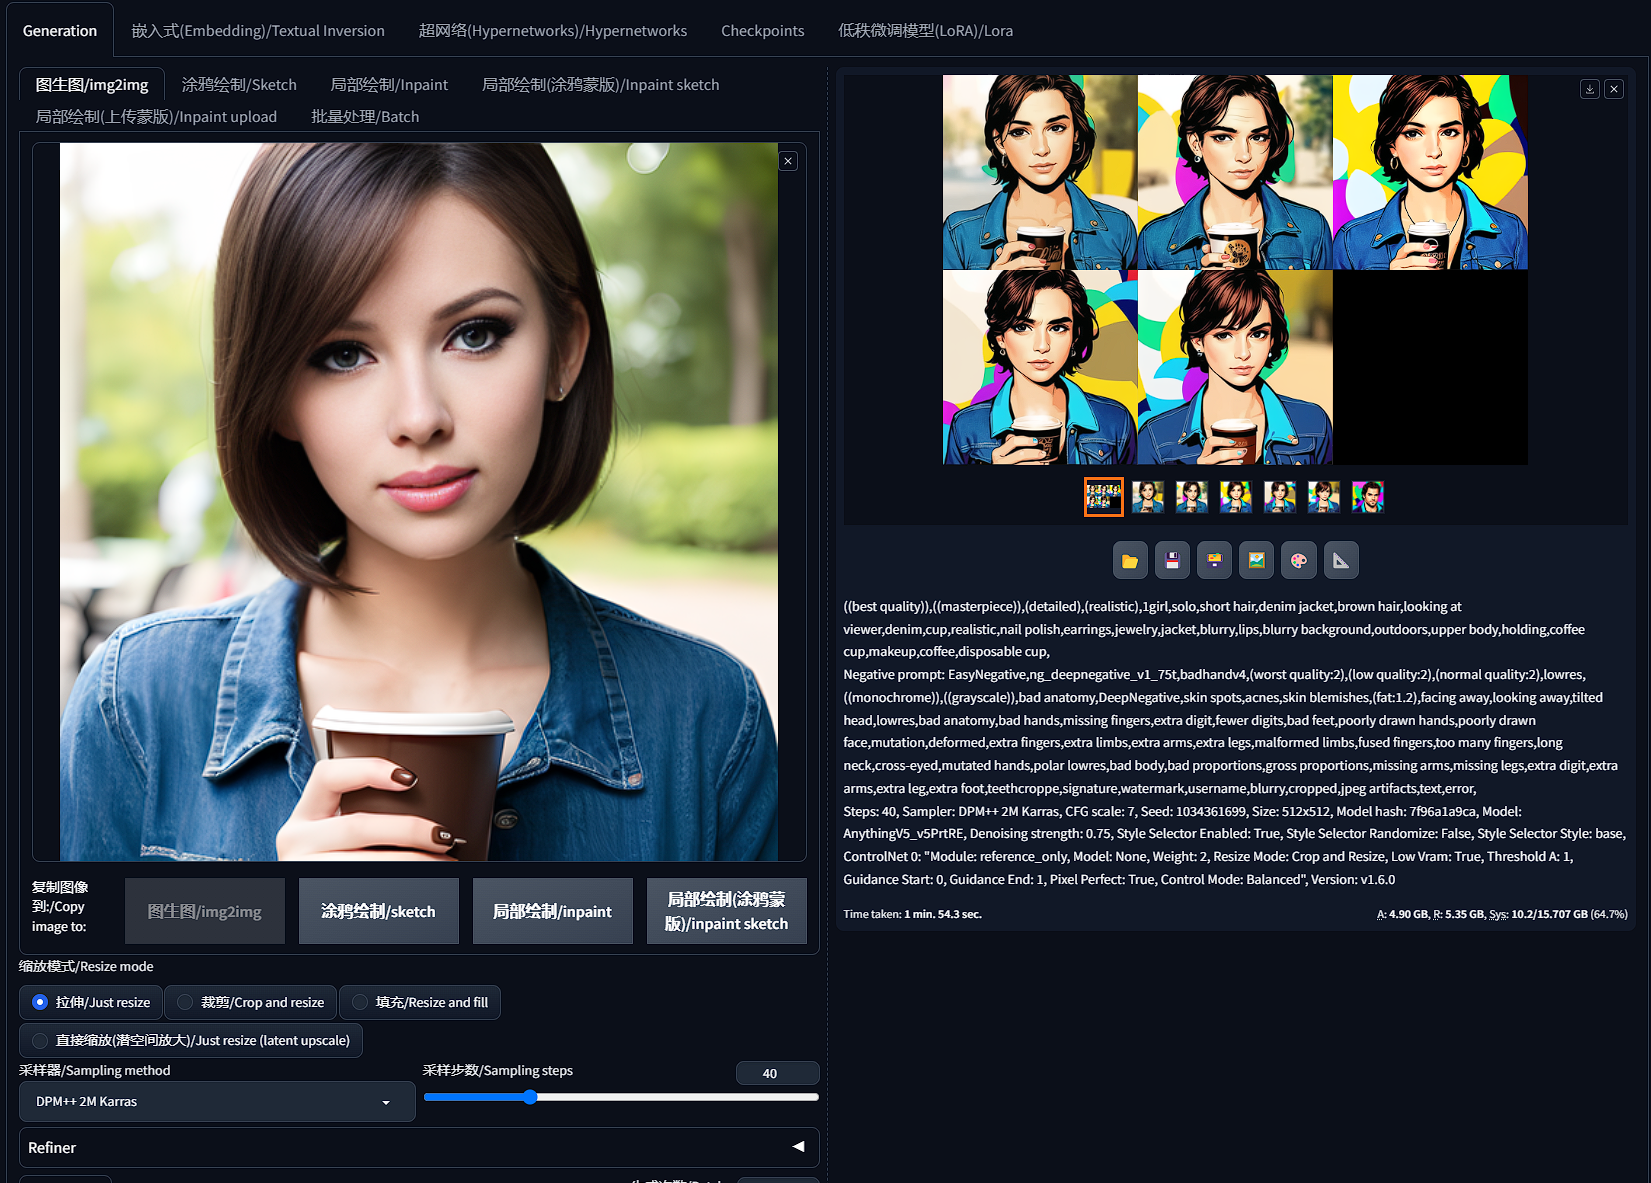 Generation
嵌入式(Embedding)/Textual Inversion
超网络(Hypernetworks)/Hypernetworks
Checkpoints
低秩微调模型(LoRA)/Lora
图生图/img2img
涂鸦绘制/Sketch
局部绘制/Inpaint
局部绘制(涂鸦蒙版)/Inpaint sketch
局部绘制(上传蒙版)/Inpaint upload
批量处理/Batch
复制图像
到:/Copy
image to:
图生图/img2img
涂鸦绘制/sketch
局部绘制/inpaint
局部绘制(涂鸦蒙
版)/inpaint sketch
缩放模式/Resize mode
拉伸/Just resize
裁剪/Crop and resize
填充/Resize and fill
直接缩放(潜空间放大)/Just resize (latent upscale)
采样器/Sampling method
DPM++ 2M Karras
采样步数/Sampling steps
40
Refiner
((best quality)),((masterpiece)),(detailed),(realistic),1girl,solo,short hair,denim jacket,brown hair,looking at
viewer,denim,cup,realistic,nail polish,earrings,jewelry,jacket,blurry,lips,blurry background,outdoors,upper body,holding,coffee
cup,makeup,coffee,disposable cup,
Negative prompt: EasyNegative,ng_deepnegative_v1_75t,badhandv4,(worst quality:2),(low quality:2),(normal quality:2),lowres,
((monochrome)),((grayscale)),bad anatomy,DeepNegative,skin spots,acnes,skin blemishes,(fat:1.2),facing away,looking away,tilted
head,lowres,bad anatomy,bad hands,missing fingers,extra digit,fewer digits,bad feet,poorly drawn hands,poorly drawn
face,mutation,deformed,extra fingers,extra limbs,extra arms,extra legs,malformed limbs,fused fingers,too many fingers,long
neck,cross-eyed,mutated hands,polar lowres,bad body,bad proportions,gross proportions,missing arms,missing legs,extra digit,extra
arms,extra leg,extra foot,teethcroppe,signature,watermark,username,blurry,cropped,jpeg artifacts,text,error,
Steps: 40, Sampler: DPM++ 2M Karras, CFG scale: 7, Seed: 1034361699, Size: 512x512, Model hash: 7f96a1a9ca, Model:
AnythingV5_v5PrtRE, Denoising strength: 0.75, Style Selector Enabled: True, Style Selector Randomize: False, Style Selector Style: base,
ControlNet 0: "Module: reference_only, Model: None, Weight: 2, Resize Mode: Crop and Resize, Low Vram: True, Threshold A: 1,
Guidance Start: 0, Guidance End: 1, Pixel Perfect: True, Control Mode: Balanced", Version: v1.6.0
Time taken: 1 min. 54.3 sec.
A: 4.90 GB, R: 5.35 GB, Sys: 10.2/15.707 GB (64.7%)